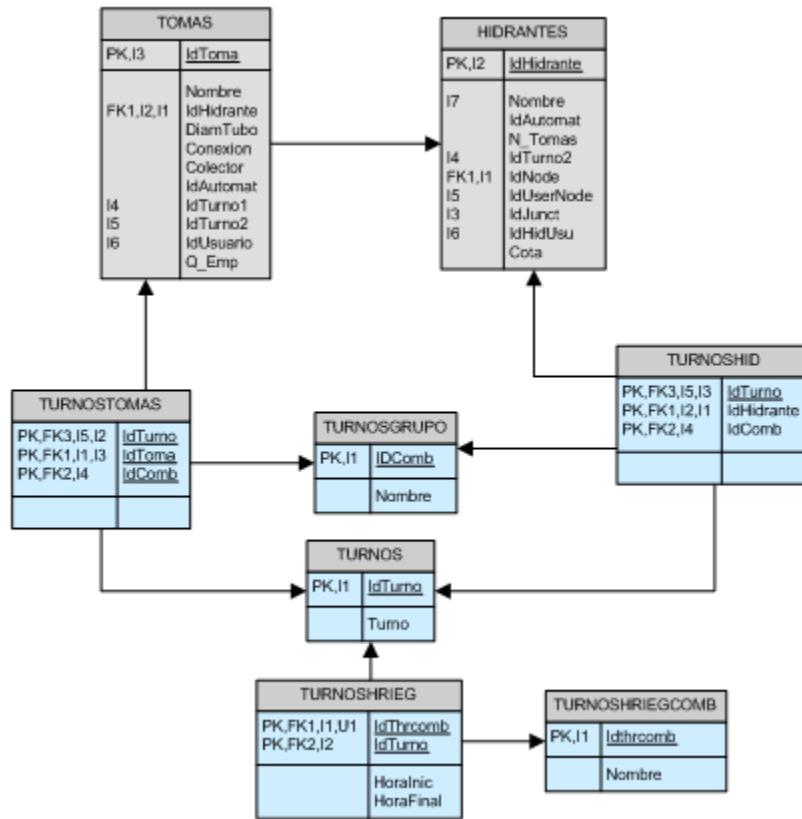 TOMAS
PK,I3 IdToma
Nombre
FK1,I2,I1 IdHidrante
DiamTubo
Conexion
Colector
IdAutomat
I4 IdTurno1
I5 IdTurno2
I6 IdUsuario
Q_Emp
HIDRANTES
PK,I2 IdHidrante
I7 Nombre
IdAutomat
N_Tomas
I4 IdTurno2
FK1,I1 IdNode
I5 IdUserNode
I3 IdJunct
I6 IdHidUsu
Cota
TURNOSHID
PK,FK3,I5,I3 IdTurno
PK,FK1,I2,I1 IdHidrante
PK,FK2,I4 IdComb
TURNOSTOMAS
PK,FK3,I5,I2 IdTurno
PK,FK1,I1,I3 IdToma
PK,FK2,I4 IdComb
TURNOSGRUPO
PK,I1 IDComb
Nombre
TURNOS
PK,I1 IdTurno
Turno
TURNOSHRIEG
PK,FK1,I1,U1 IdThrcomb
PK,FK2,I2 IdTurno
HoraInic
HoraFinal
TURNOSHRIEGCOMB
PK,I1 Idthrcomb
Nombre